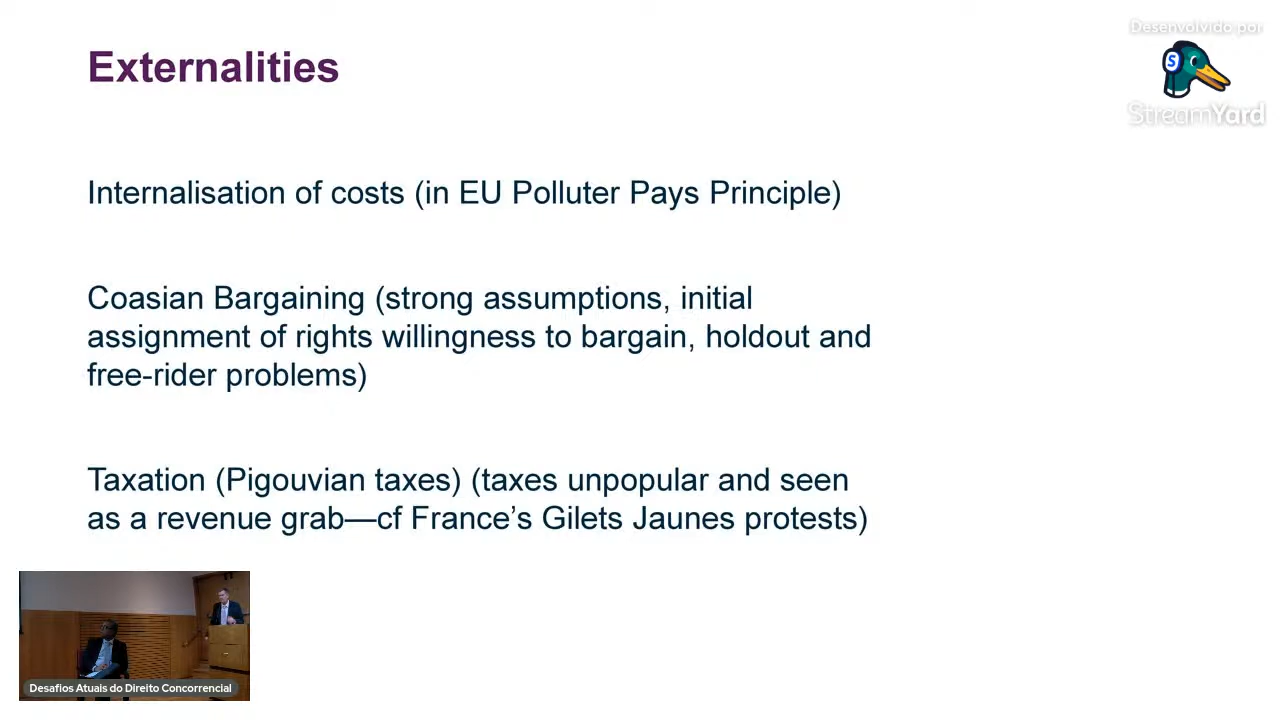 Desenvolvido por
S
StreamYard
Externalities
Internalisation of costs (in EU Polluter Pays Principle)
Coasian Bargaining (strong assumptions, initial
assignment of rights willingness to bargain, holdout and
free-rider problems)
Taxation (Pigouvian taxes) (taxes unpopular and seen
as a revenue grab—cf France’s Gilets Jaunes protests)
Desafios Atuais do Direito Concorrencial